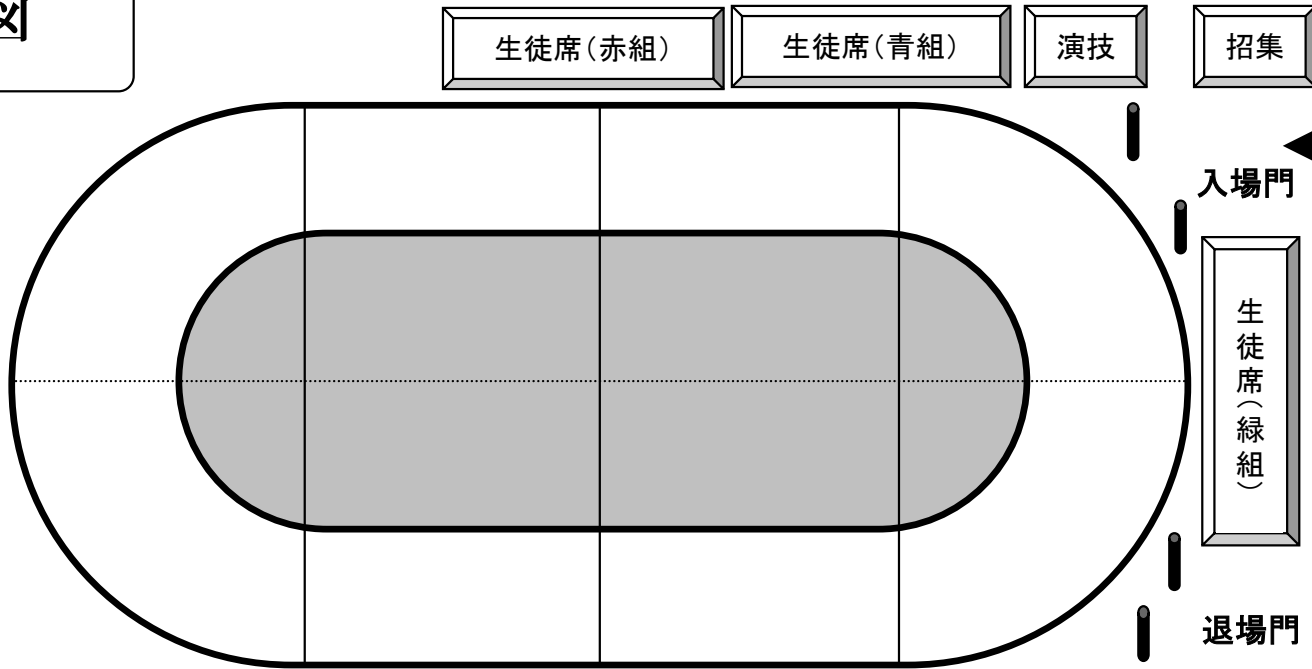 図
生徒席（赤組）
生徒席（青組）
演技
招集
入場門
生徒席（緑組）
退場門